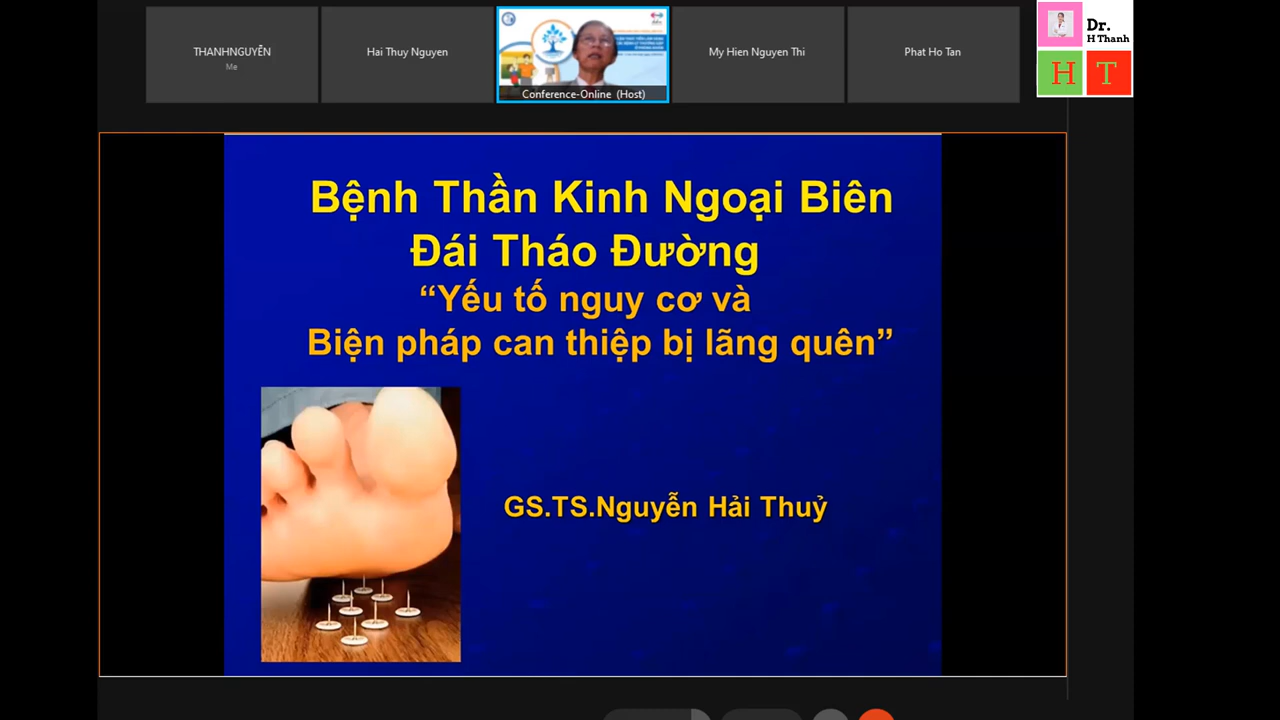 THANHNGUYỄN
Me
Hai Thuy Nguyen
Conference-Online (Host)
My Hien Nguyen Thi
Phat Ho Tan
Dr.
H Thanh
H T
Bệnh Thần Kinh Ngoại Biên
Đái Tháo Đường
“Yếu tố nguy cơ và
Biện pháp can thiệp bị lãng quên”
GS.TS.Nguyễn Hải Thuỷ